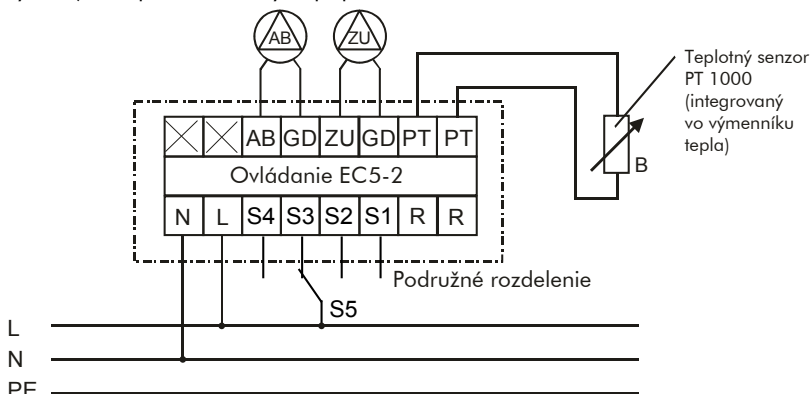 AB ZU
Teplotný senzor
PT 1000
(integrovaný
vo výmenníku
tepla)
AB GD ZU GD PT PT
B
Ovládanie EC5-2
N L S4 S3 S2 S1 R R
Podružné rozdelenie
S5
L
N
PE